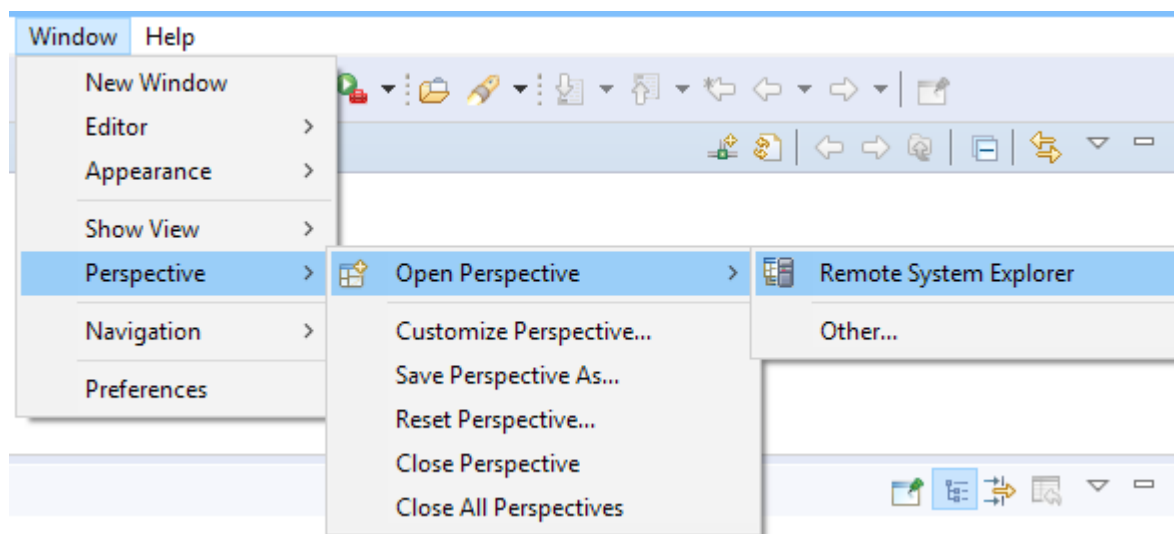 Window Help
New Window
Editor
Appearance
Show View
Perspective
Open Perspective
Remote System Explorer
Navigation
Customize Perspective...
Other...
Save Perspective As...
Preferences
Reset Perspective...
Close Perspective
Close All Perspectives